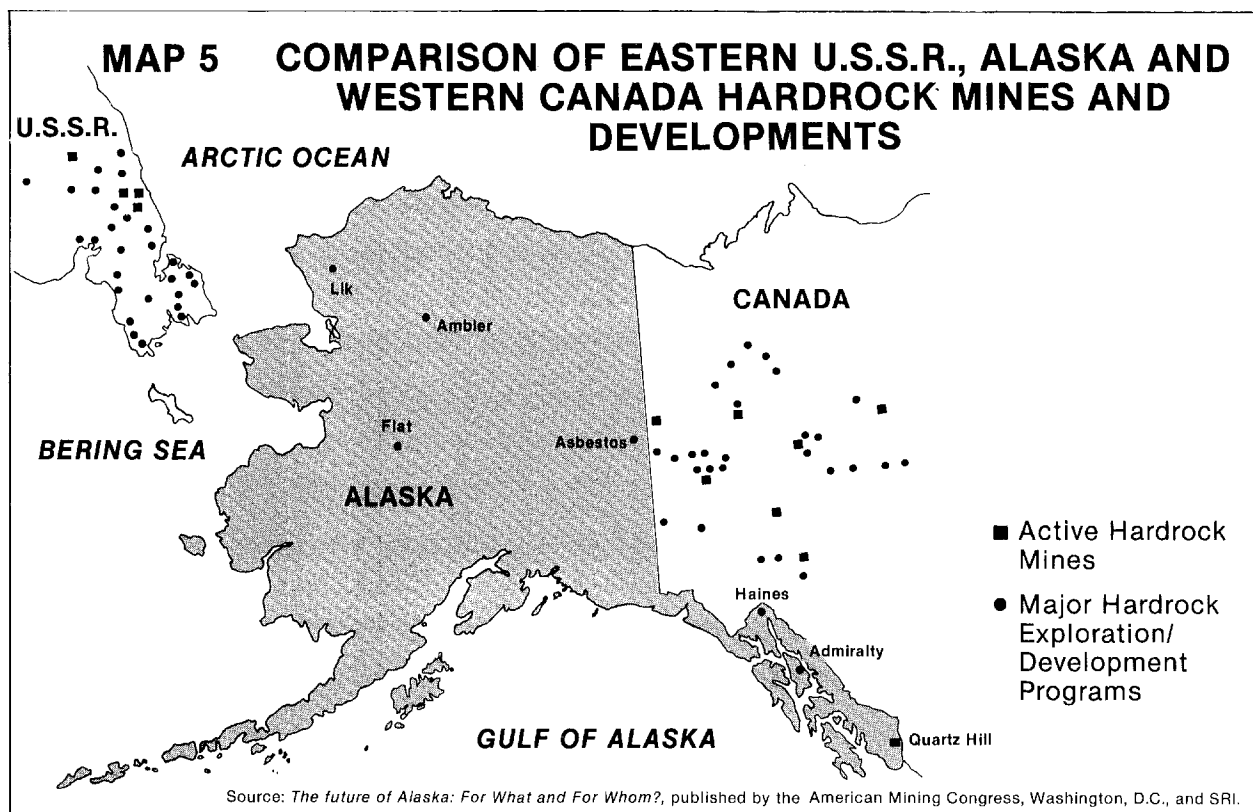 MAP 5 COMPARISON OF EASTERN U.S.S.R., ALASKA AND
WESTERN CANADA HARDROCK MINES AND
DEVELOPMENTS
U.S.S.R.
ARCTIC OCEAN
Lik
Ambler
CANADA
BERING SEA
Flat
Asbestos
ALASKA
■ Active Hardrock
Mines
● Major Hardrock
Exploration/
Development
Programs
Haines
Admiralty
Quartz Hill
GULF OF ALASKA
Source: The future of Alaska: For What and For Whom?, published by the American Mining Congress, Washington, D.C., and SRI.